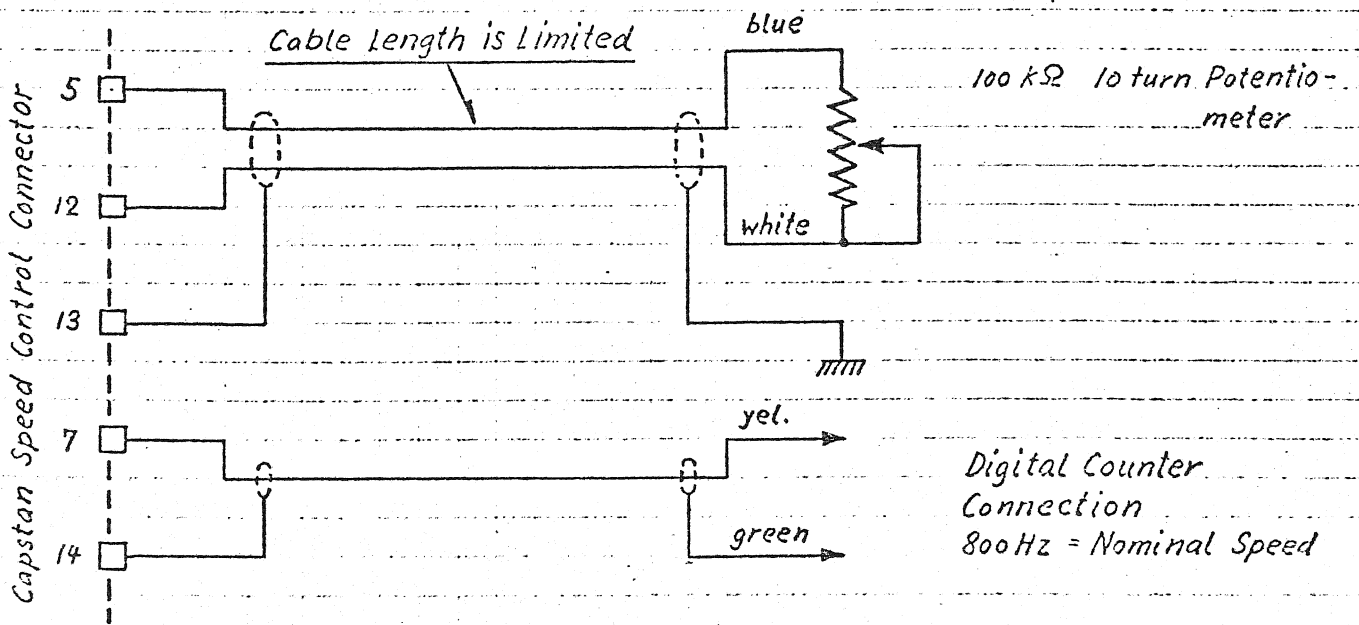 Capstan Speed Control Connector
Cable Length is Limited
5
12
13
7
14
blue
white
100 kΩ 10 turn Potentio-
meter
yel.
green
Digital Counter
Connection
800 Hz = Nominal Speed